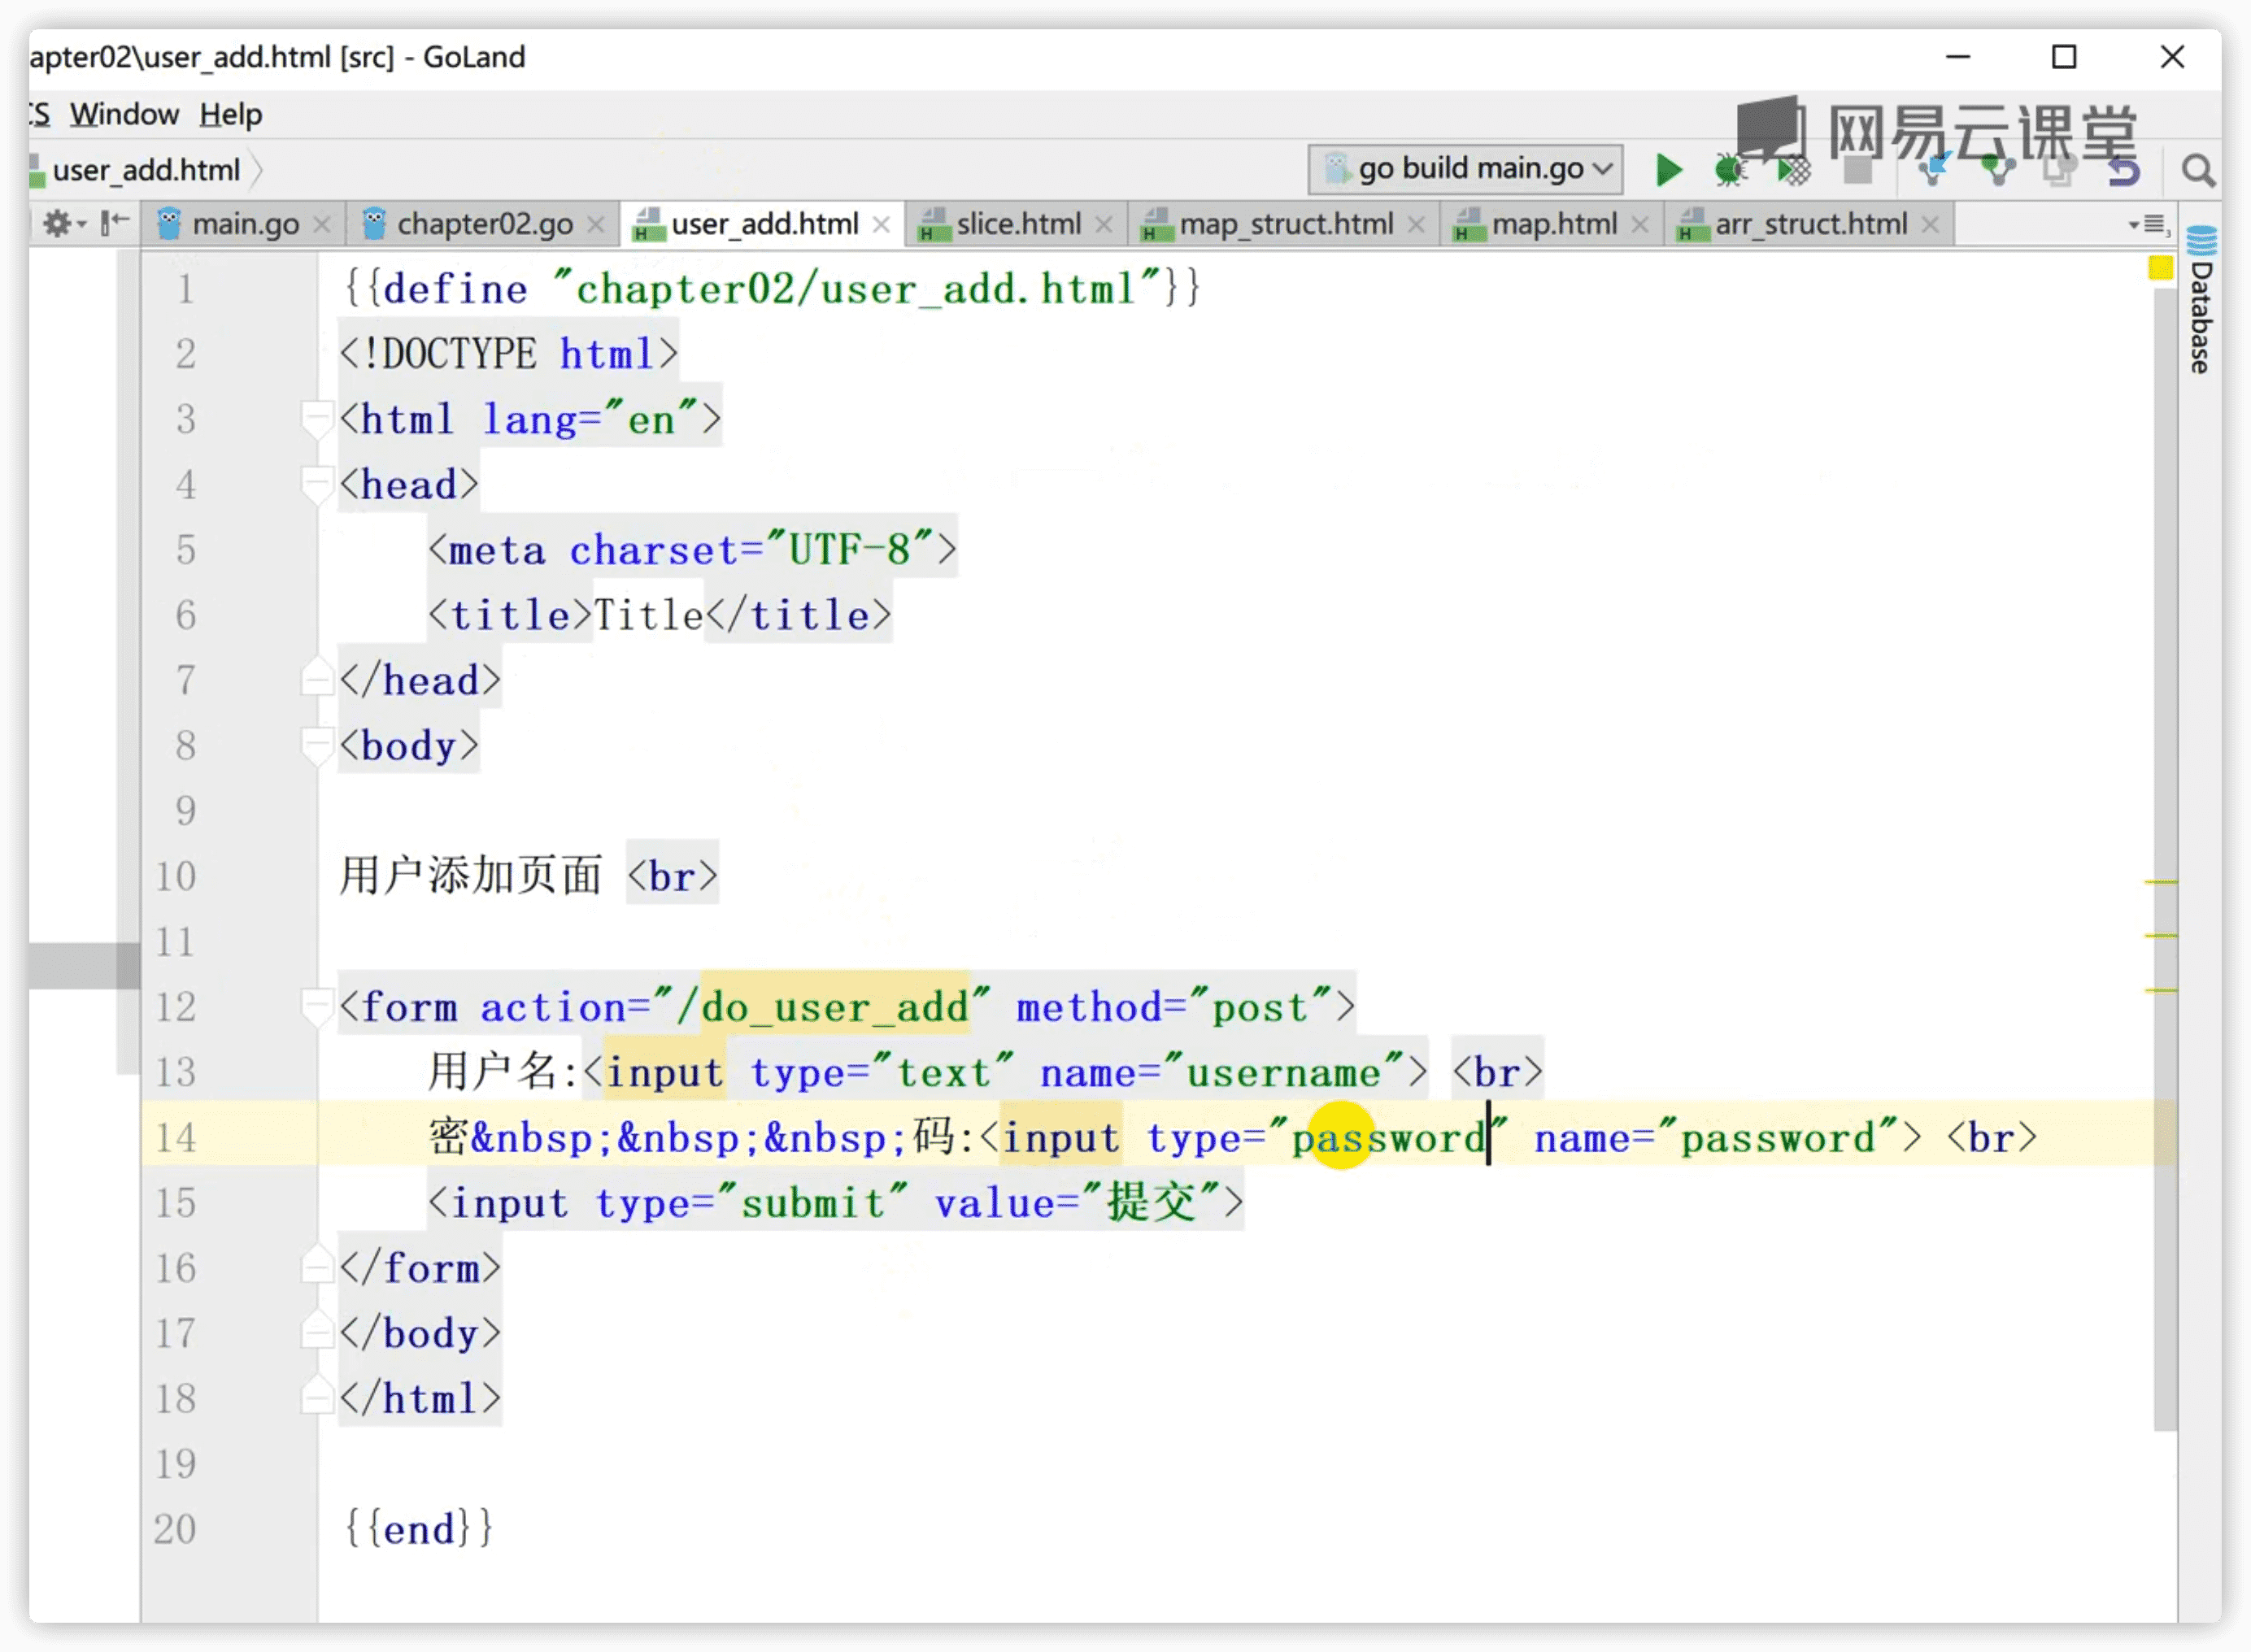 apter02\user_add.html [src] - GoLand
CS Window Help
网易云课堂
user_add.html
go build main.go
main.go chapter02.go user_add.html slice.html map_struct.html map.html arr_struct.html
Database
1 {{define "chapter02/user_add.html"}}
2 <!DOCTYPE html>
3 <html lang="en">
4 <head>
5 <meta charset="UTF-8">
6 <title>Title</title>
7 </head>
8 <body>
9
10 用户添加页面 <br>
11
12 <form action="/do_user_add" method="post">
13 用户名:<input type="text" name="username"> <br>
14 密&nbsp;&nbsp;&nbsp;码:<input type="password" name="password"> <br>
15 <input type="submit" value="提交">
16 </form>
17 </body>
18 </html>
19
20 {{end}}